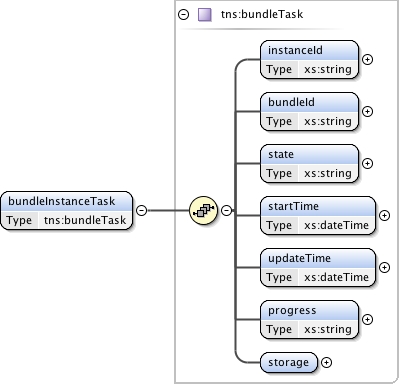 tns:bundleTask
instanceId
Type xs:string
bundleId
Type xs:string
state
Type xs:string
bundleInstanceTask
Type tns:bundleTask
startTime
Type xs:dateTime
updateTime
Type xs:dateTime
progress
Type xs:string
storage